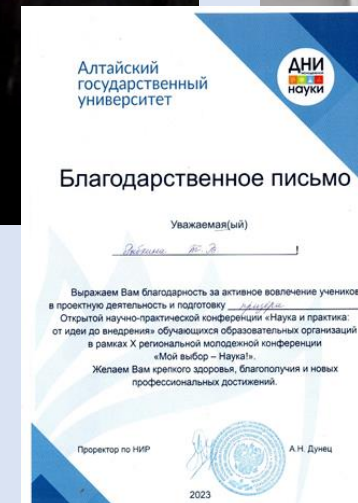 Алтайский
государственный
университет
ДНИ
науки
Благодарственное письмо
Уважаемая(ый)
Т. В. !
Выражаем Вам благодарность за активное вовлечение учеников
в проектную деятельность и подготовку призёра
Открытой научно-практической конференции «Наука и практика:
от идеи до внедрения» обучающихся образовательных организаций
в рамках X региональной молодежной конференции
«Мой выбор – Наука!».
Желаем Вам крепкого здоровья, благополучия и новых
профессиональных достижений.
Проректор по НИР
А.Н. Дунец
2023